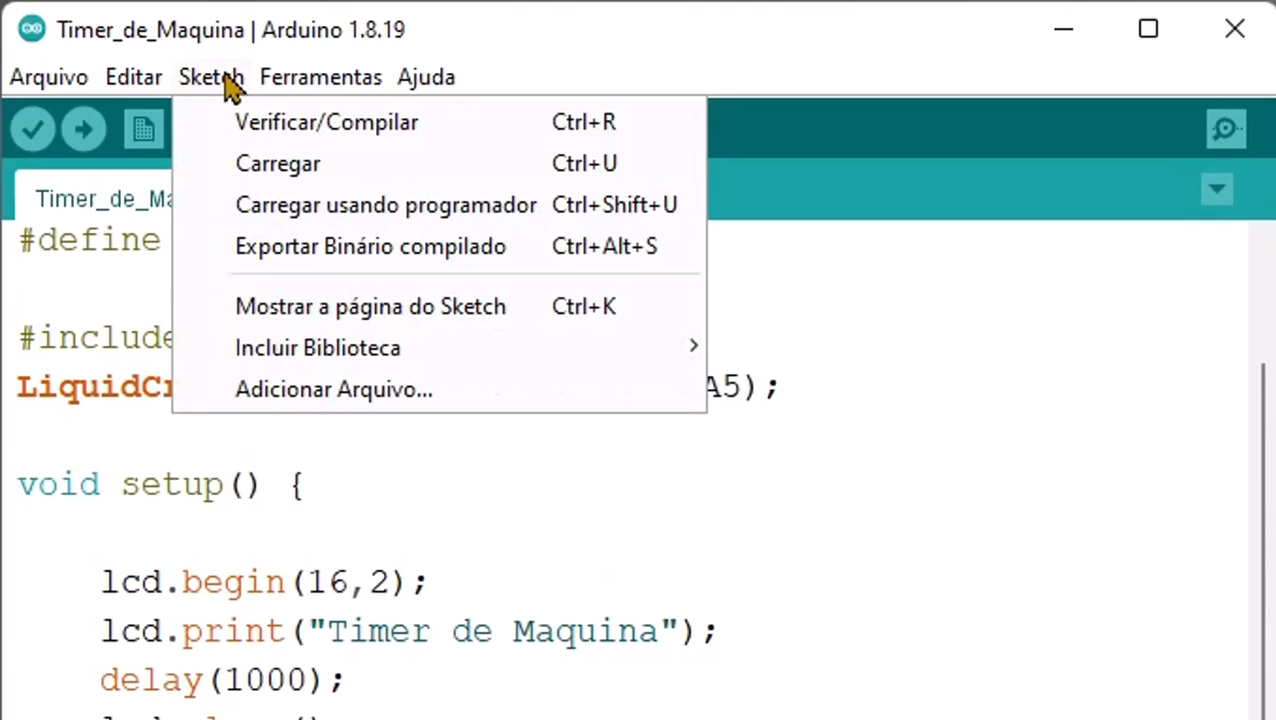 Timer_de_Maquina | Arduino 1.8.19
Arquivo Editar Sketch Ferramentas Ajuda
Verificar/Compilar Ctrl+R
Carregar Ctrl+U
Carregar usando programador Ctrl+Shift+U
Exportar Binário compilado Ctrl+Alt+S
Mostrar a página do Sketch Ctrl+K
Incluir Biblioteca
Adicionar Arquivo...
Timer_de_Ma
#define
#include
LiquidCr A5);
void setup() {
lcd.begin(16,2);
lcd.print("Timer de Maquina");
delay(1000);